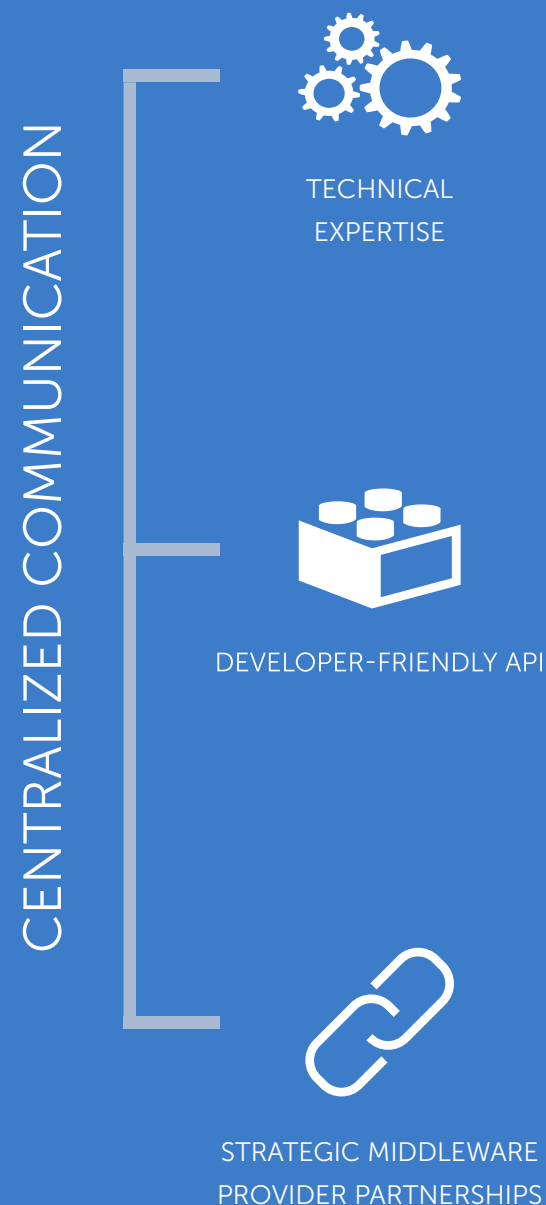 CENTRALIZED COMMUNICATION
TECHNICAL
EXPERTISE
DEVELOPER-FRIENDLY API
STRATEGIC MIDDLEWARE
PROVIDER PARTNERSHIPS